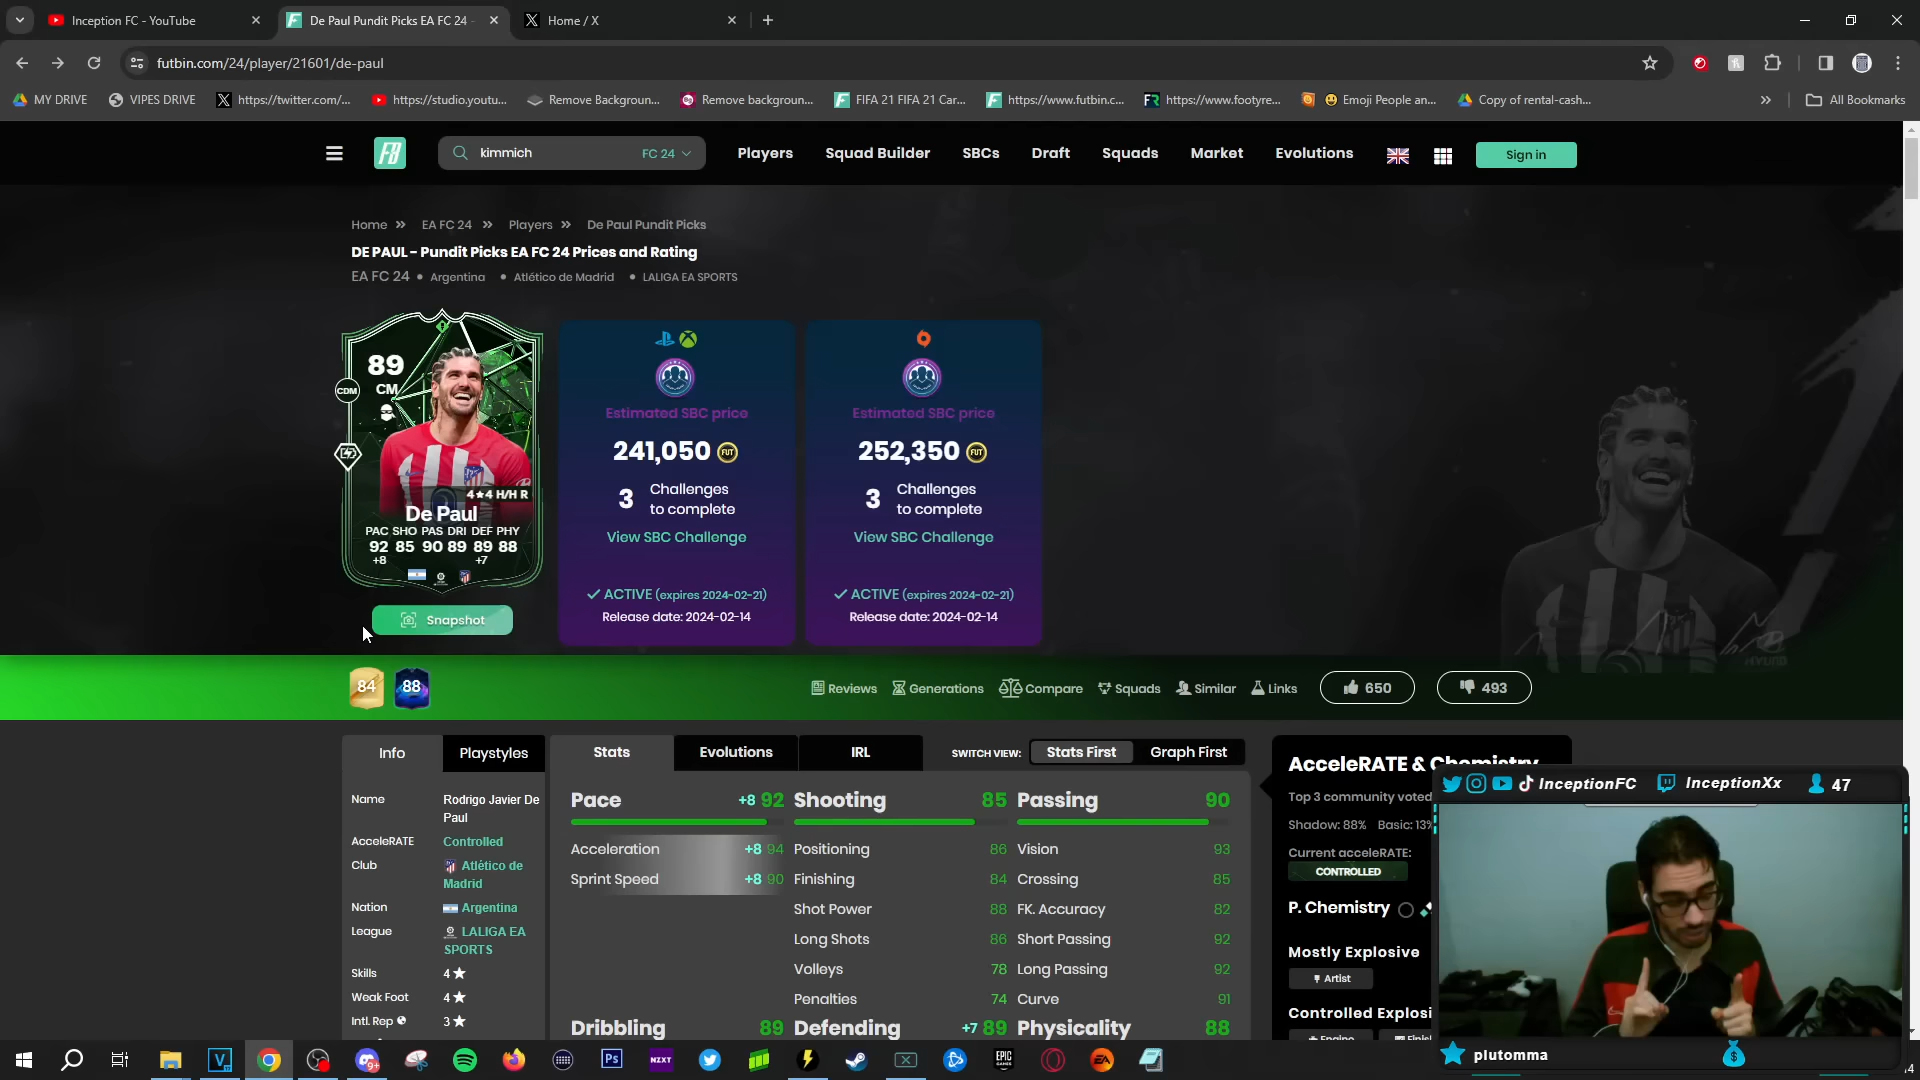 Inception FC - YouTube
De Paul Pundit Picks EA FC 24 -
Home / X
futbin.com/24/player/21601/de-paul
MY DRIVE
VIPES DRIVE
https://twitter.com/...
https://studio.youtu...
Remove Backgroun...
Remove backgroun...
FIFA 21 FIFA 21 Car...
https://www.futbin.c...
https://www.footyre...
Emoji People an...
Copy of rental-cash...
All Bookmarks
FB
kimmich
FC 24
Players
Squad Builder
SBCs
Draft
Squads
Market
Evolutions
Sign in
Home » EA FC 24 » Players » De Paul Pundit Picks
DE PAUL - Pundit Picks EA FC 24 Prices and Rating
EA FC 24 • Argentina • Atlético de Madrid • LALIGA EA SPORTS
89
CM
CDM
4★4 H/H R
De Paul
PAC SHO PAS DRI DEF PHY
92 85 90 89 89 88
+8 +7
Snapshot
Estimated SBC price
241,050
3 Challenges
to complete
View SBC Challenge
ACTIVE (expires 2024-02-21)
Release date: 2024-02-14
Estimated SBC price
252,350
3 Challenges
to complete
View SBC Challenge
ACTIVE (expires 2024-02-21)
Release date: 2024-02-14
84 88
Reviews
Generations
Compare
Squads
Similar
Links
650
493
Info
Playstyles
Stats
Evolutions
IRL
SWITCH VIEW: Stats First Graph First
Name Rodrigo Javier De
Paul
AcceleRATE Controlled
Club Atlético de
Madrid
Nation Argentina
League LALIGA EA
SPORTS
Skills 4★
Weak Foot 4★
Intl. Rep 3★
Pace +8 92
Acceleration +8 94
Sprint Speed +8 90
Shooting 85
Positioning 86
Finishing 84
Shot Power 88
Long Shots 86
Volleys 78
Penalties 74
Passing 90
Vision 93
Crossing 85
FK. Accuracy 82
Short Passing 92
Long Passing 92
Curve 91
Dribbling 89
Defending +7 89
Physicality 88
AcceleRATE & Chemistry
Top 3 community voted
Shadow: 88% Basic: 13%
Current acceleRATE:
CONTROLLED
P. Chemistry
Mostly Explosive
Artist
Controlled Explosi
InceptionFC
InceptionXx
47
plutomma
Ps
NZXT
EPIC
GAMES
EA
9+